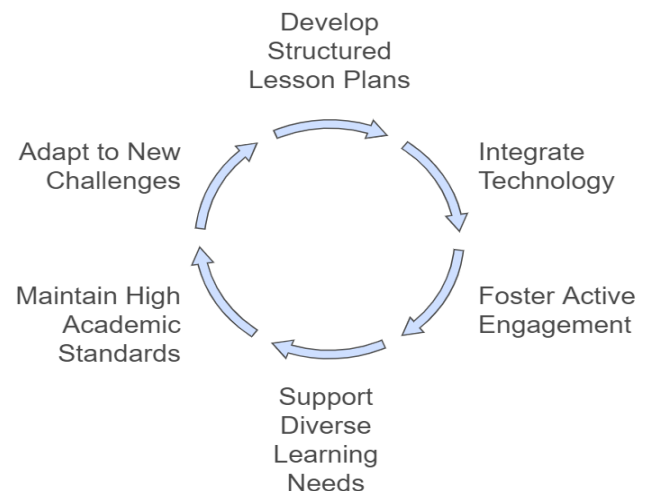 Develop
Structured
Lesson Plans
Integrate
Technology
Foster Active
Engagement
Support
Diverse
Learning
Needs
Maintain High
Academic
Standards
Adapt to New
Challenges